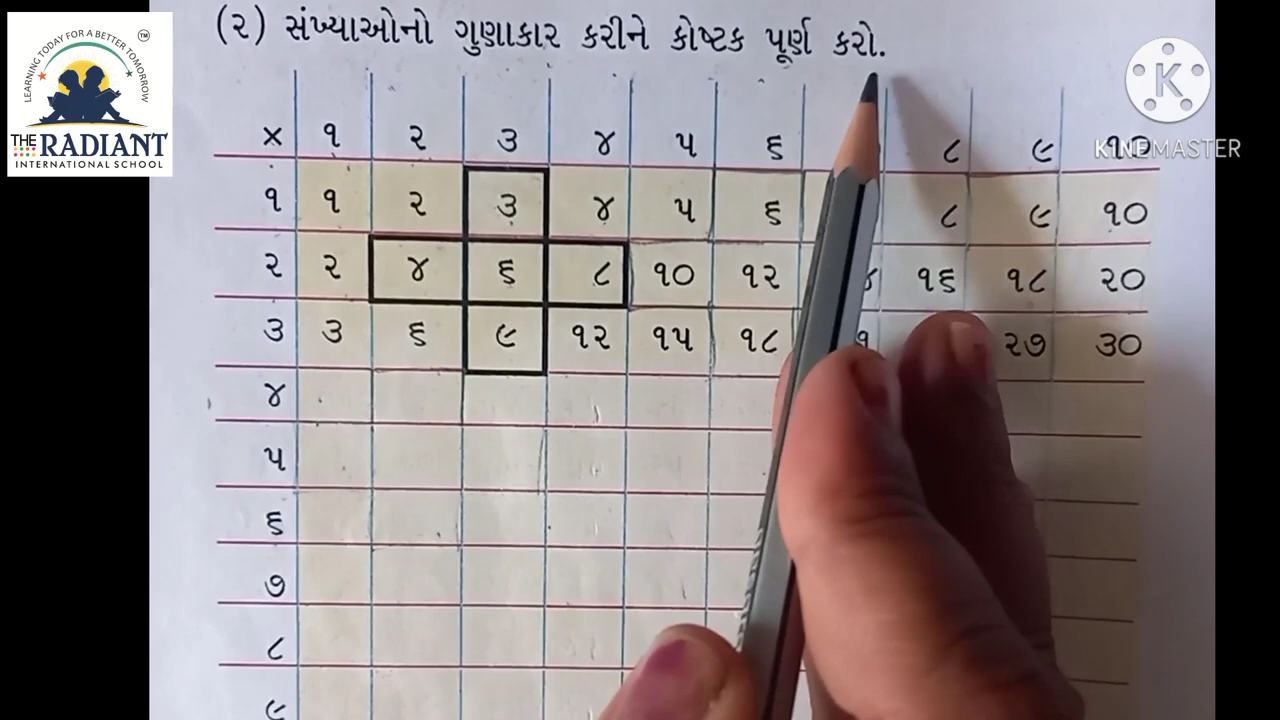 LEARNING TODAY FOR A BETTER TOMORROW
TM
THE RADIANT
INTERNATIONAL SCHOOL
(૨) સંખ્યાઓનો ગુણાકાર કરીને કોષ્ટક પૂર્ણ કરો.
K
KINEMASTER
× ૧ ૨ ૩ ૪ ૫ ૬ ૮ ૯ ૧૦
૧ ૧ ૨ ૩ ૪ ૫ ૬ ૮ ૯ ૧૦
૨ ૨ ૪ ૬ ૮ ૧૦ ૧૨ ૧૬ ૧૮ ૨૦
૩ ૩ ૬ ૯ ૧૨ ૧૫ ૧૮ ૨૭ ૩૦
૪
૫
૬
૭
૮
૯